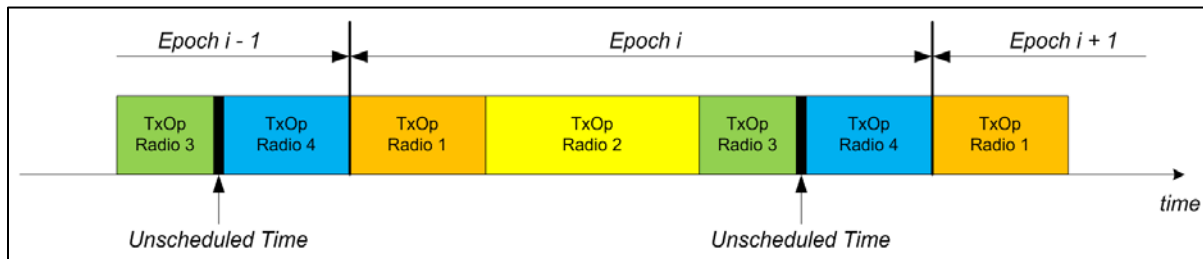 Epoch i - 1
Epoch i
Epoch i + 1
TxOp
Radio 3
TxOp
Radio 4
TxOp
Radio 1
TxOp
Radio 2
TxOp
Radio 3
TxOp
Radio 4
TxOp
Radio 1
time
Unscheduled Time
Unscheduled Time